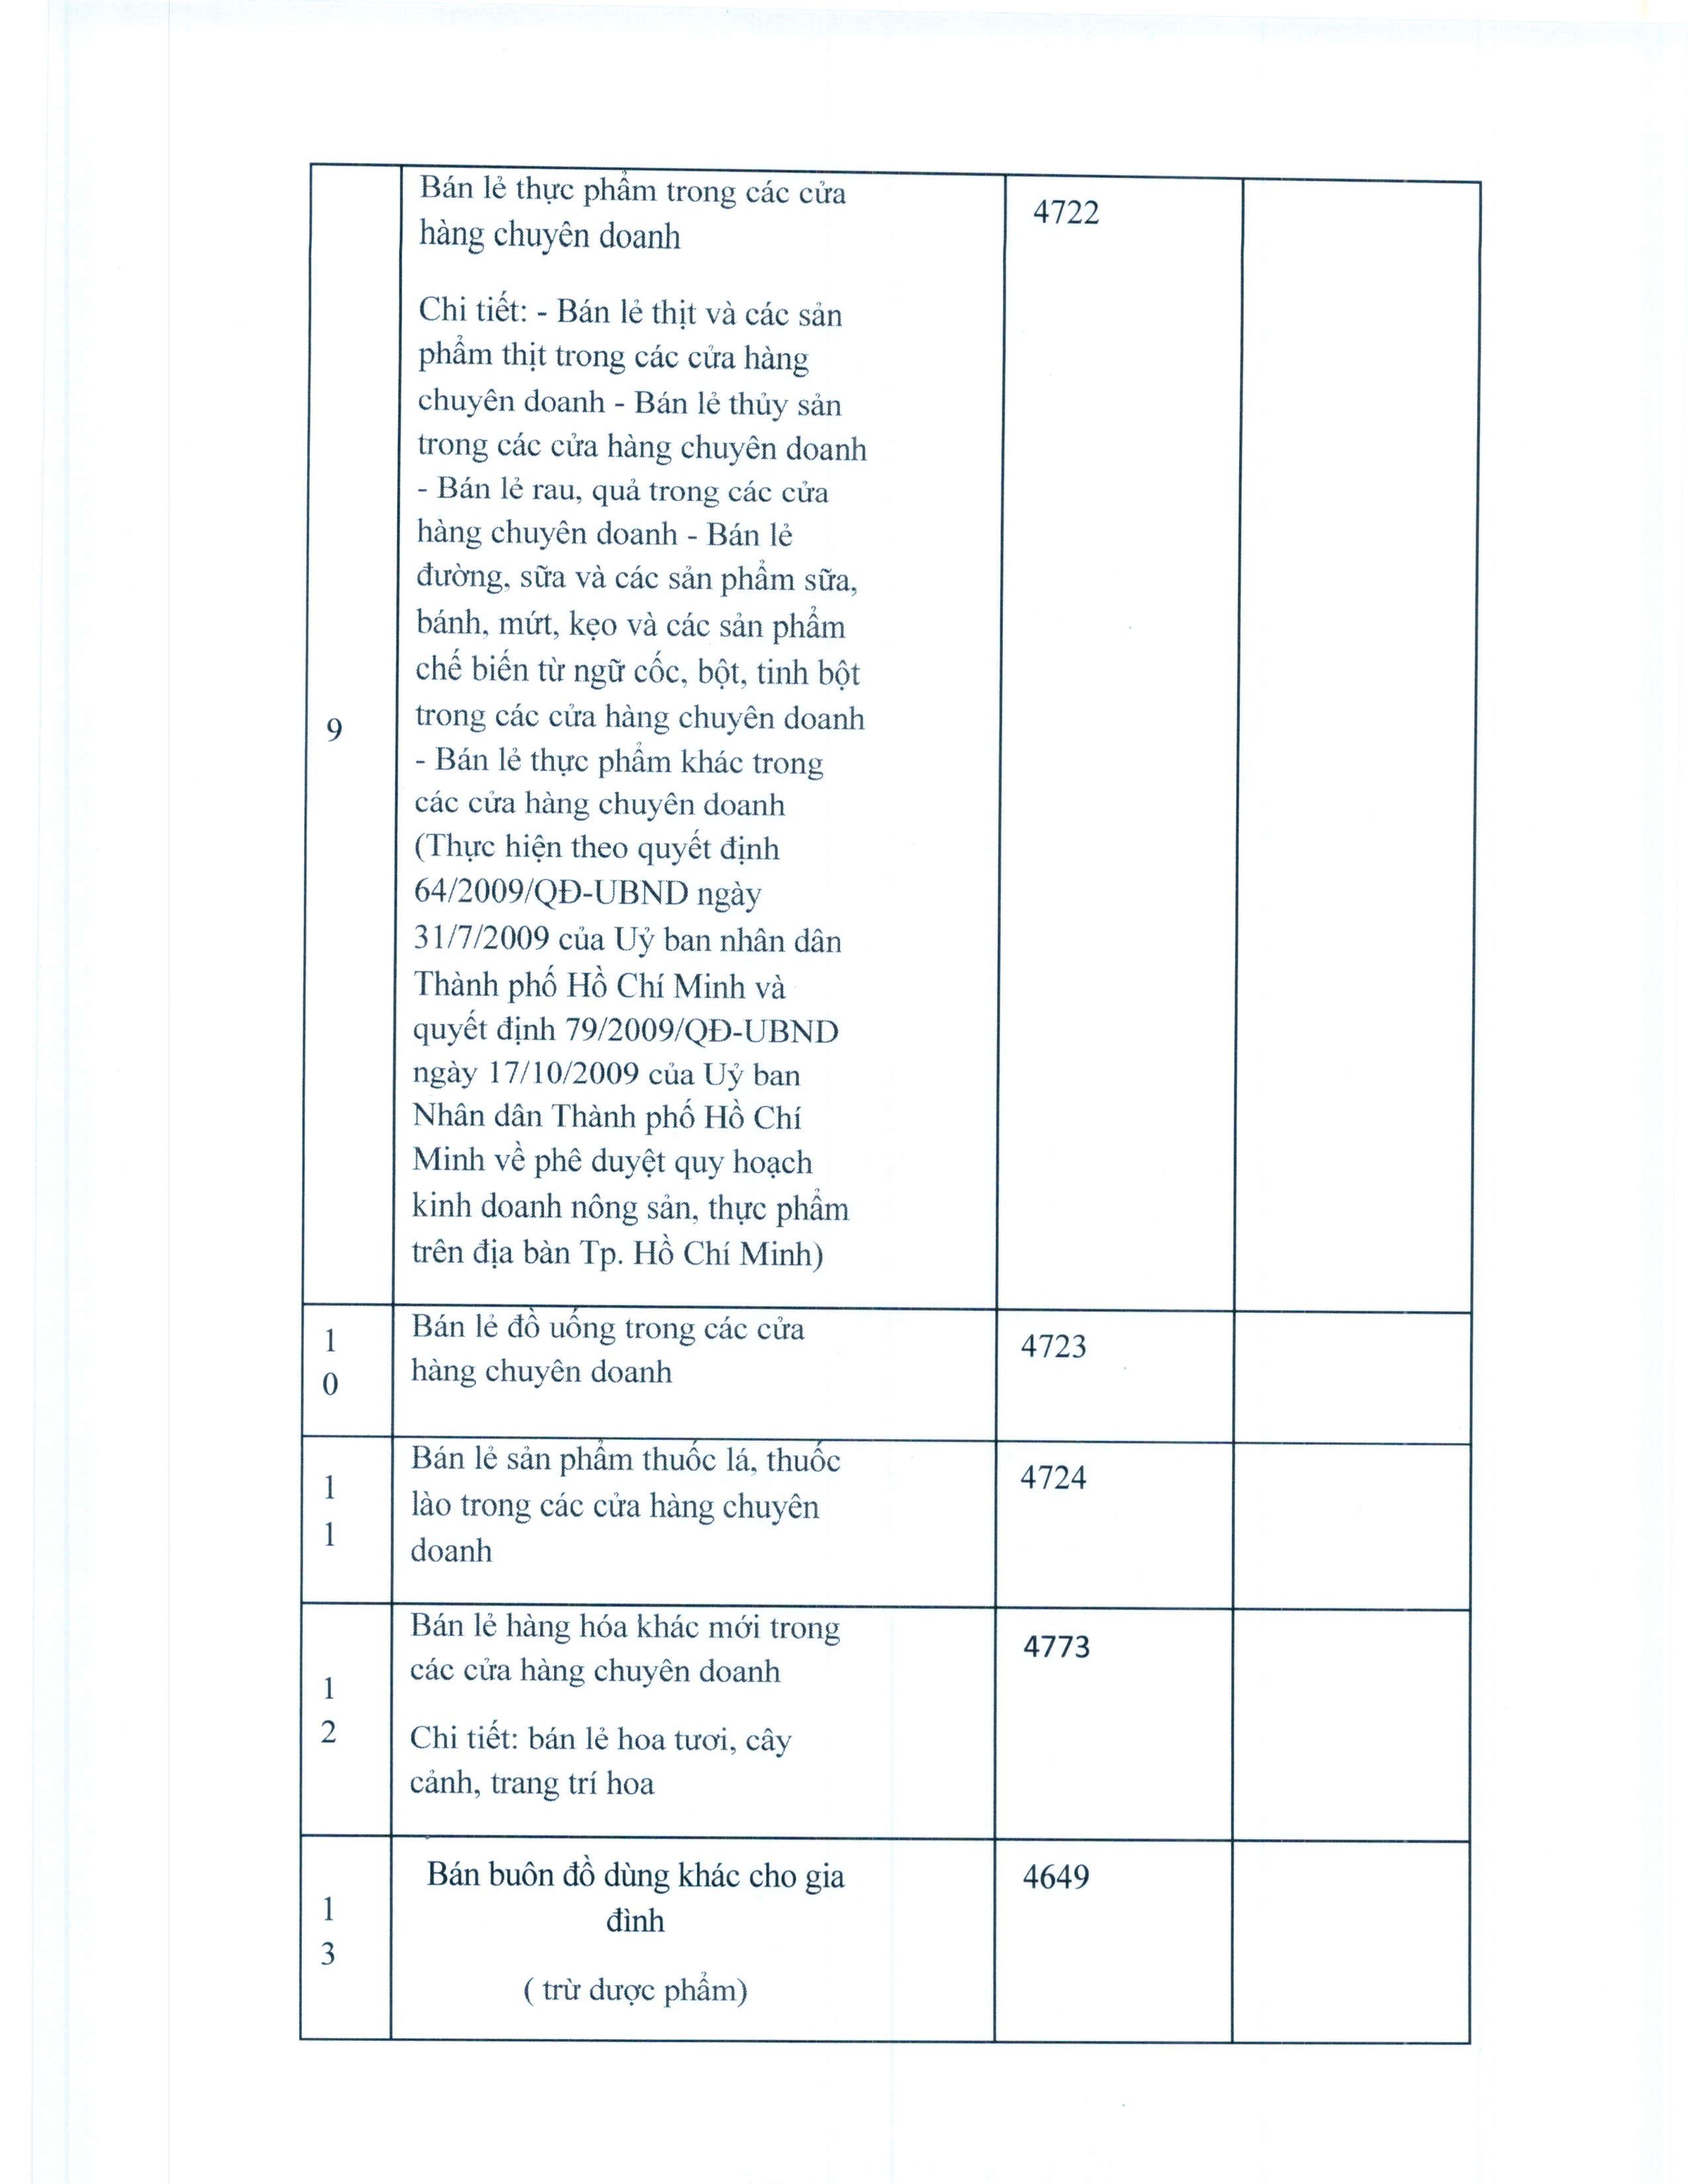 Bán lẻ thực phẩm trong các cửa
hàng chuyên doanh
4722
Chi tiết: - Bán lẻ thịt và các sản
phẩm thịt trong các cửa hàng
chuyên doanh - Bán lẻ thủy sản
trong các cửa hàng chuyên doanh
- Bán lẻ rau, quả trong các cửa
hàng chuyên doanh - Bán lẻ
đường, sữa và các sản phẩm sữa,
bánh, mứt, kẹo và các sản phẩm
chế biến từ ngữ cốc, bột, tinh bột
9
trong các cửa hàng chuyên doanh
- Bán lẻ thực phẩm khác trong
các cửa hàng chuyên doanh
(Thực hiện theo quyết định
64/2009/QĐ-UBND ngày
31/7/2009 của Uỷ ban nhân dân
Thành phố Hồ Chí Minh và
quyết định 79/2009/QĐ-UBND
ngày 17/10/2009 của Uỷ ban
Nhân dân Thành phố Hồ Chí
Minh về phê duyệt quy hoạch
kinh doanh nông sản, thực phẩm
trên địa bàn Tp. Hồ Chí Minh)
1
0
Bán lẻ đồ uống trong các cửa
hàng chuyên doanh
4723
1
1
Bán lẻ sản phẩm thuốc lá, thuốc
lào trong các cửa hàng chuyên
doanh
4724
1
2
Bán lẻ hàng hóa khác mới trong
các cửa hàng chuyên doanh
Chi tiết: bán lẻ hoa tươi, cây
cảnh, trang trí hoa
4773
1
3
Bán buôn đồ dùng khác cho gia
đình
( trừ dược phẩm)
4649